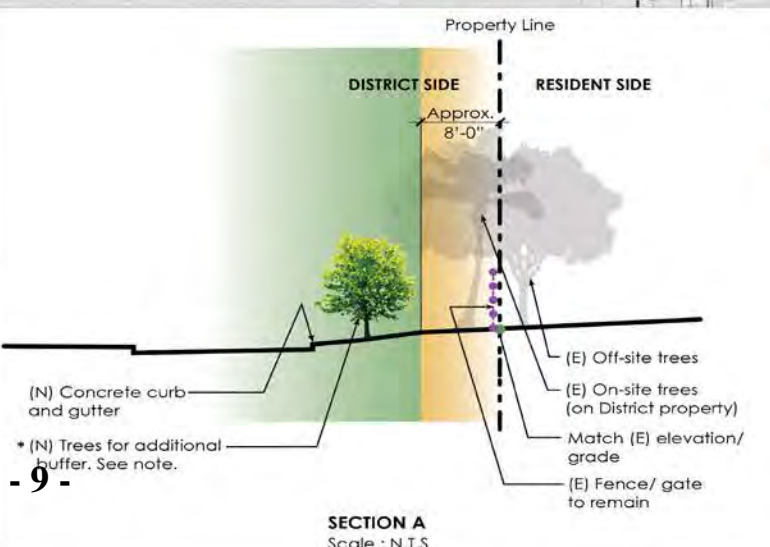 Property Line
DISTRICT SIDE
RESIDENT SIDE
Approx.
8'-0"
(E) Off-site trees
(E) On-site trees
(on District property)
Match (E) elevation/
grade
(E) Fence/ gate
to remain
(N) Concrete curb
and gutter
* (N) Trees for additional
buffer. See note.
- 9 -
SECTION A
Scale : N.T.S.